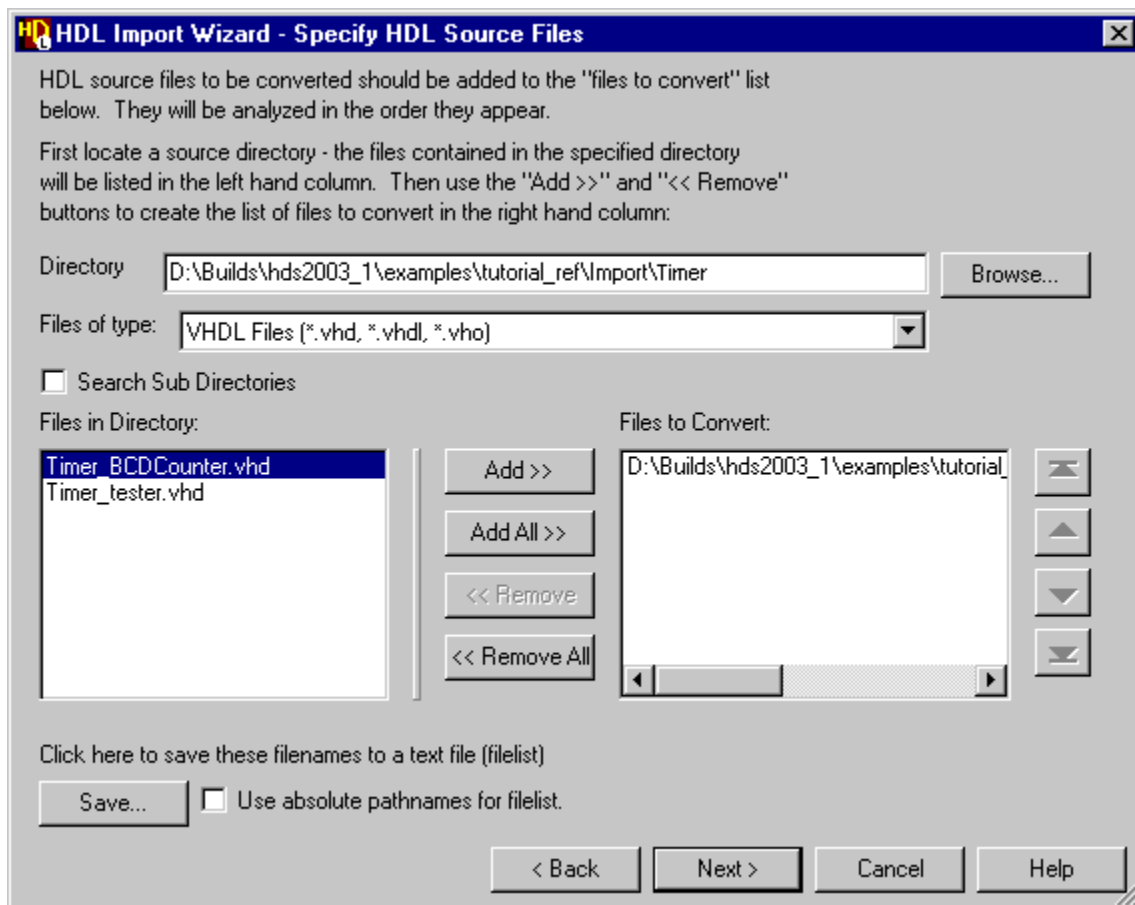 HDL Import Wizard - Specify HDL Source Files
HDL source files to be converted should be added to the "files to convert" list
below. They will be analyzed in the order they appear.
First locate a source directory - the files contained in the specified directory
will be listed in the left hand column. Then use the "Add >>" and "<< Remove"
buttons to create the list of files to convert in the right hand column:
Directory
D:\Builds\hds2003_1\examples\tutorial_ref\Import\Timer
Browse...
Files of type:
VHDL Files (*.vhd, *.vhdl, *.vho)
Search Sub Directories
Files in Directory:
Files to Convert:
Timer_BCDCounter.vhd
Timer_tester.vhd
Add >>
Add All >>
<< Remove
<< Remove All
D:\Builds\hds2003_1\examples\tutorial_
Click here to save these filenames to a text file (filelist)
Save...
Use absolute pathnames for filelist.
< Back
Next >
Cancel
Help